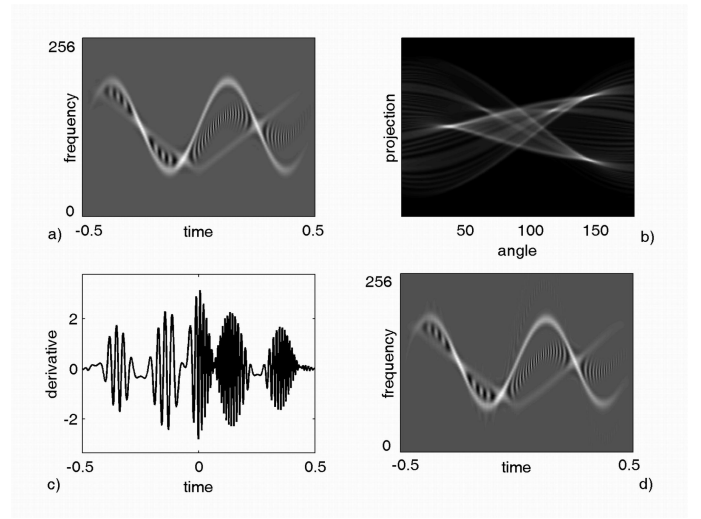 256
frequency
0
a)
-0.5
time
0.5
projection
50
100
150
angle
b)
2
derivative
0
-2
-0.5
0
0.5
time
c)
256
frequency
0
-0.5
time
0.5
d)